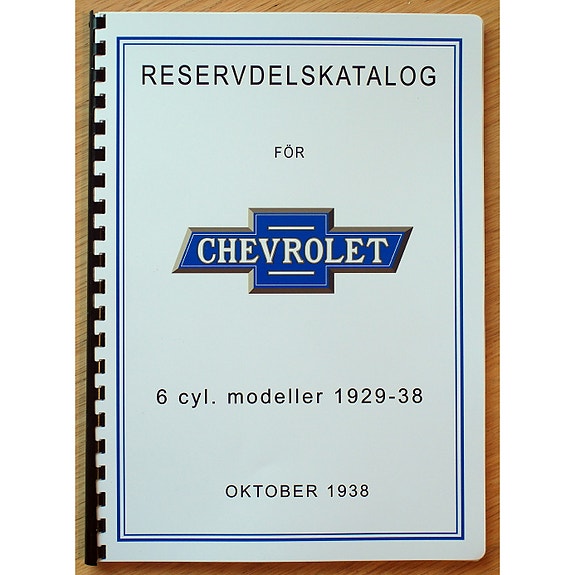 RESERVDELSKATALOG
FÖR
CHEVROLET
6 cyl. modeller 1929-38
OKTOBER 1938